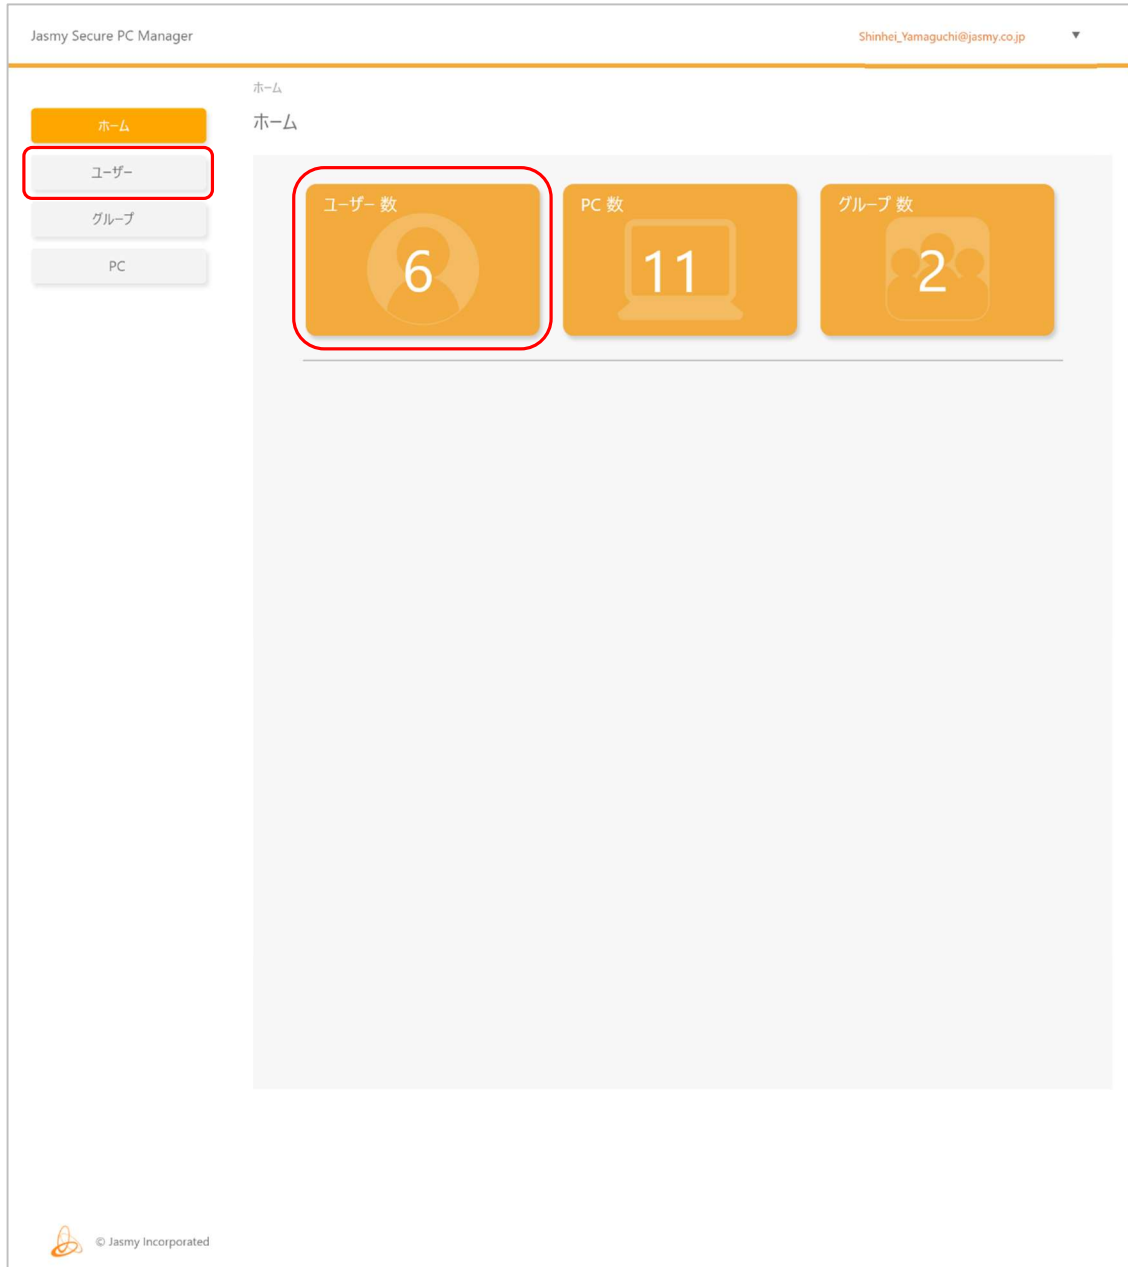 Jasmy Secure PC Manager
Shinhei_Yamaguchi@jasmy.co.jp ▼
ホーム
ホーム
ホーム
ユーザー
グループ
PC
ユーザー 数
6
PC 数
11
グループ 数
2
© Jasmy Incorporated